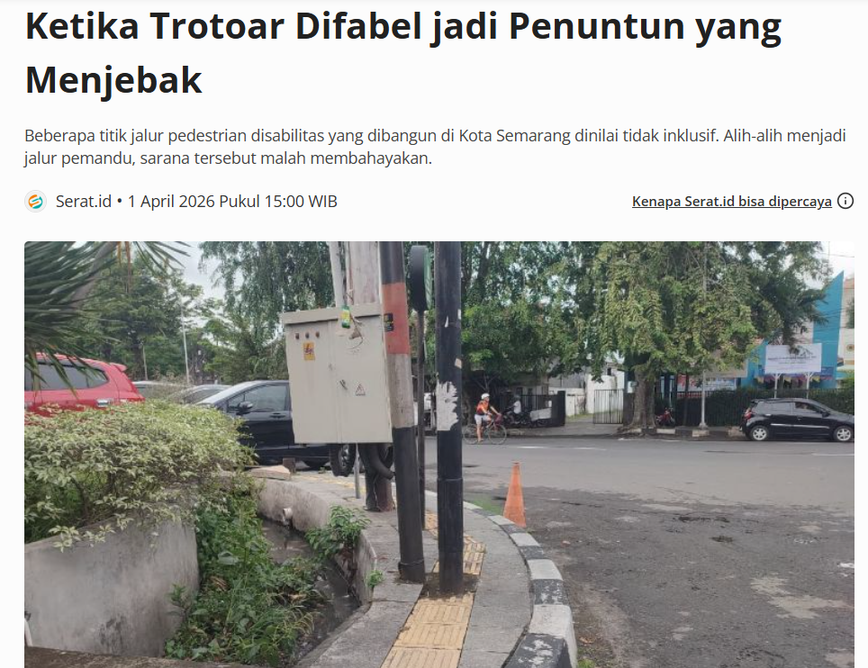 Ketika Trotoar Difabel jadi Penuntun yang
Menjebak
Beberapa titik jalur pedestrian disabilitas yang dibangun di Kota Semarang dinilai tidak inklusif. Alih-alih menjadi
jalur pemandu, sarana tersebut malah membahayakan.
Serat.id • 1 April 2026 Pukul 15:00 WIB
Kenapa Serat.id bisa dipercaya